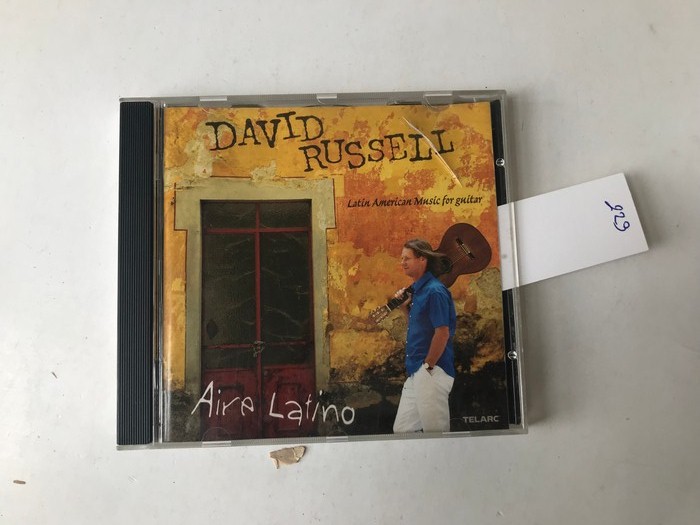 DAVID
RUSSELL
Latin American Music for guitar
Aire Latino
TELARC
929